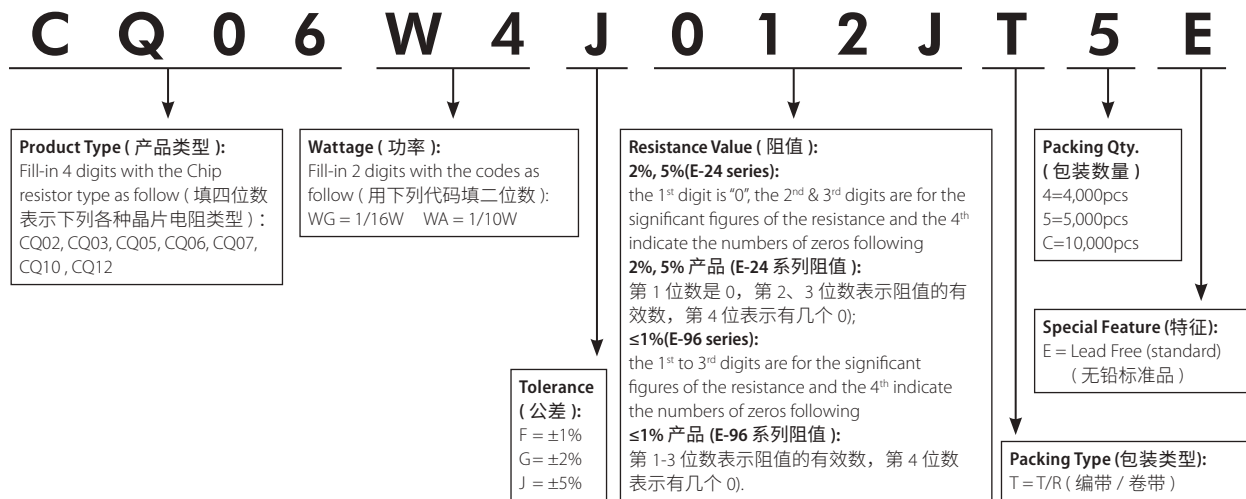 C Q 0 6 W 4 J 0 1 2 J T 5 E
Product Type ( 产品类型 ):
Fill-in 4 digits with the Chip
resistor type as follow ( 填四位数
表示下列各种晶片电阻类型 ) :
CQ02, CQ03, CQ05, CQ06, CQ07,
CQ10 , CQ12
Wattage ( 功率 ):
Fill-in 2 digits with the codes as
follow ( 用下列代码填二位数 ):
WG = 1/16W WA = 1/10W
Tolerance
( 公差 ):
F = ±1%
G= ±2%
J = ±5%
Resistance Value ( 阻值 ):
2%, 5%(E-24 series):
the 1st digit is “0”, the 2nd & 3rd digits are for the
significant figures of the resistance and the 4th
indicate the numbers of zeros following
2%, 5% 产品 (E-24 系列阻值 ):
第 1 位数是 0，第 2、3 位数表示阻值的有
效数，第 4 位表示有几个 0);
≤1%(E-96 series):
the 1st to 3rd digits are for the significant
figures of the resistance and the 4th indicate
the numbers of zeros following
≤1% 产品 (E-96 系列阻值 ):
第 1-3 位数表示阻值的有效数，第 4 位数
表示有几个 0).
Packing Qty.
( 包装数量 )
4=4,000pcs
5=5,000pcs
C=10,000pcs
Special Feature (特征):
E = Lead Free (standard)
( 无铅标准品 )
Packing Type (包装类型):
T = T/R ( 编带 / 卷带 )